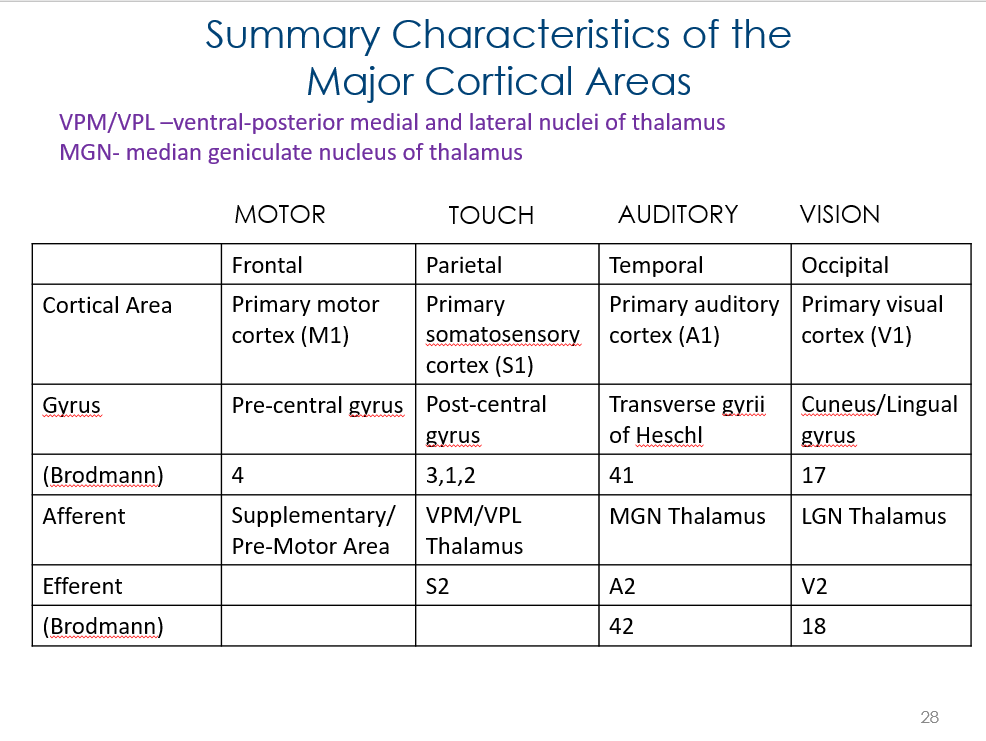 Summary Characteristics of the
Major Cortical Areas
VPM/VPL –ventral-posterior medial and lateral nuclei of thalamus
MGN- median geniculate nucleus of thalamus
MOTOR TOUCH AUDITORY VISION
Frontal Parietal Temporal Occipital
Cortical Area Primary motor Primary Primary auditory Primary visual
cortex (M1) somatosensory cortex (A1) cortex (V1)
cortex (S1)
Gyrus Pre-central gyrus Post-central Transverse gyrii Cuneus/Lingual
gyrus of Heschl gyrus
(Brodmann) 4 3,1,2 41 17
Afferent Supplementary/ VPM/VPL MGN Thalamus LGN Thalamus
Pre-Motor Area Thalamus
Efferent S2 A2 V2
(Brodmann) 42 18
28